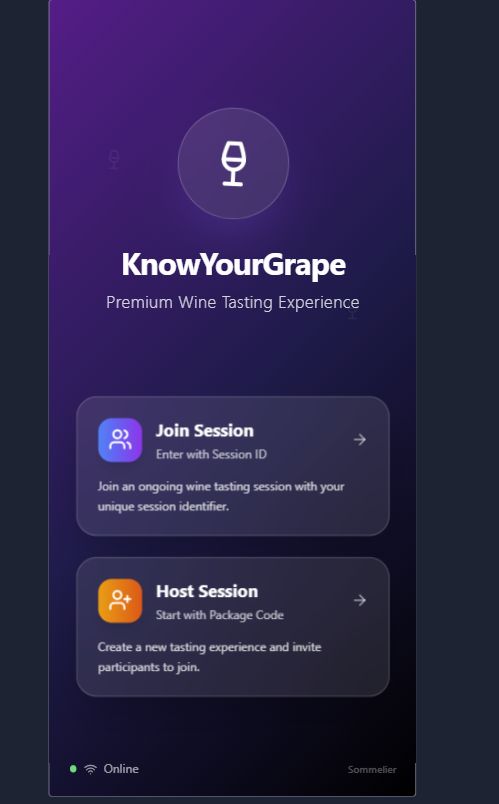 KnowYourGrape
Premium Wine Tasting Experience
Join Session
Enter with Session ID
Join an ongoing wine tasting session with your
unique session identifier.
Host Session
Start with Package Code
Create a new tasting experience and invite
participants to join.
Online
Sommelier